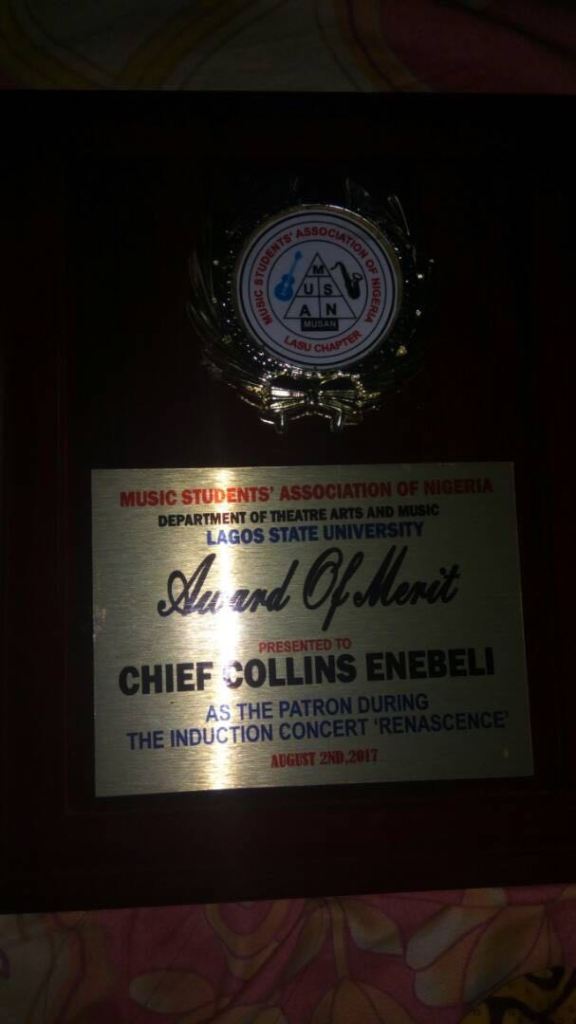 MUSIC STUDENTS' ASSOCIATION OF NIGERIA
M
U S
A N
MUSAN
LASU CHAPTER
MUSIC STUDENTS' ASSOCIATION OF NIGERIA
DEPARTMENT OF THEATRE ARTS AND MUSIC
LAGOS STATE UNIVERSITY
Award Of Merit
PRESENTED TO
CHIEF COLLINS ENEBELI
AS THE PATRON DURING
THE INDUCTION CONCERT 'RENASCENCE'
AUGUST 2ND,2017